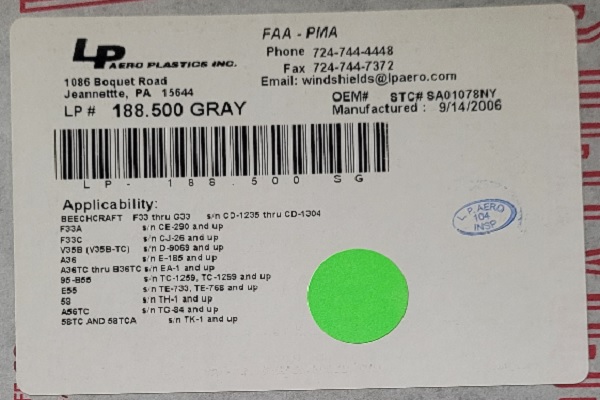 FAA - PMA
LP AERO PLASTICS INC.
Phone 724-744-4448
Fax 724-744-7372
Email: windshields@lpaero.com
1086 Boquet Road
Jeannettte, PA 15644
OEM# STC# SA01078NY
LP # 188.500 GRAY
Manufactured : 9/14/2006
LP-188.500 SG
Applicability:
BEECHCRAFT F33 thru G33 s/n CD-1235 thru CD-1304
F33A s/n CE-290 and up
F33C s/n CJ-26 and up
V35B (V35B-TC) s/n D-9069 and up
A36 s/n E-185 and up
A36TC thru B36TC s/n EA-1 and up
95-B55 s/n TC-1259, TC-1259 and up
E55 s/n TE-733, TE-768 and up
58 s/n TH-1 and up
A56TC s/n TG-84 and up
58TC AND 58TCA s/n TK-1 and up
L.P. AERO
104
INSP